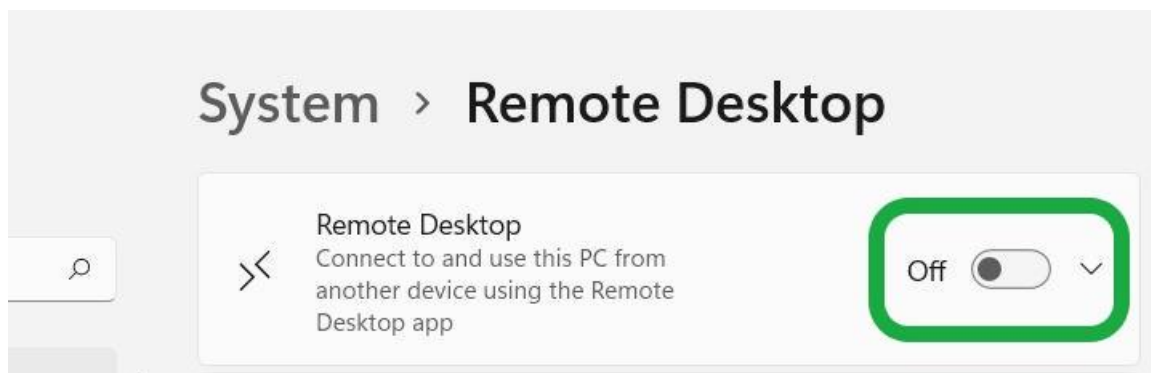 System > Remote Desktop
Remote Desktop
Connect to and use this PC from
another device using the Remote
Desktop app
Off